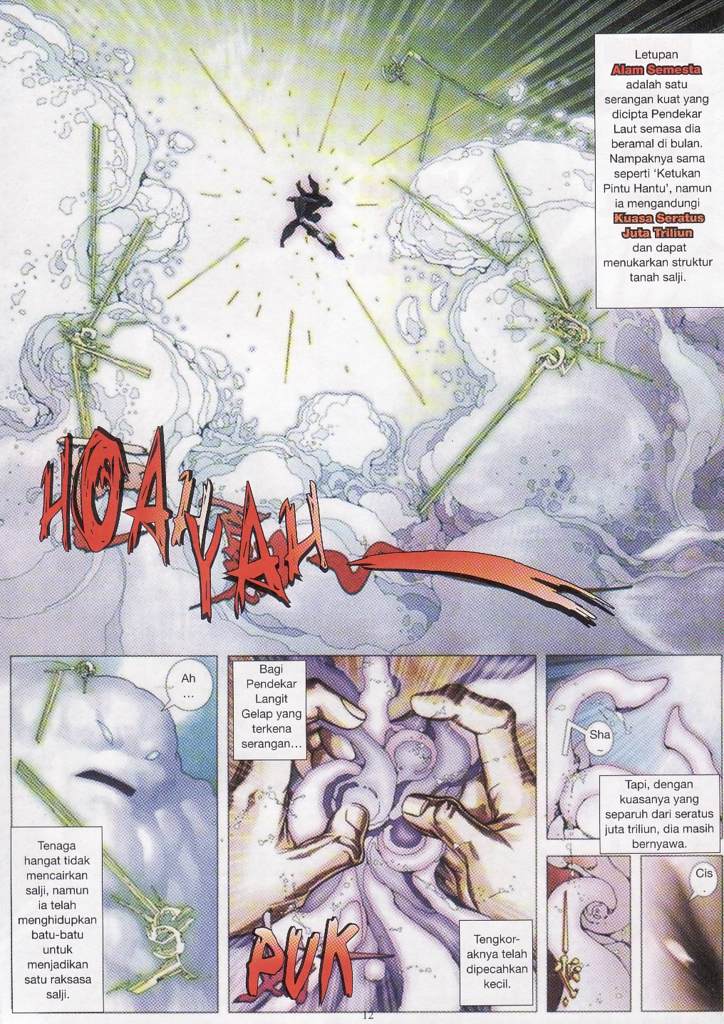 Letupan
Alam Semesta
adalah satu
serangan kuat yang
dicipta Pendekar
Laut semasa dia
beramal di bulan.
Nampaknya sama
seperti ‘Ketukan
Pintu Hantu’, namun
ia mengandungi
Kuasa Seratus
Juta Triliun
dan dapat
menukarkan struktur
tanah salji.
HOAHYAH
Ah
...
Tenaga
hangat tidak
mencairkan
salji, namun
ia telah
menghidupkan
batu-batu
untuk
menjadikan
satu raksasa
salji.
Bagi
Pendekar
Langit
Gelap yang
terkena
serangan...
PUK
Tengkor-
aknya telah
dipecahkan
kecil.
Sha
...
Tapi, dengan
kuasanya yang
separuh dari seratus
juta triliun, dia masih
bernyawa.
Cis
...
12